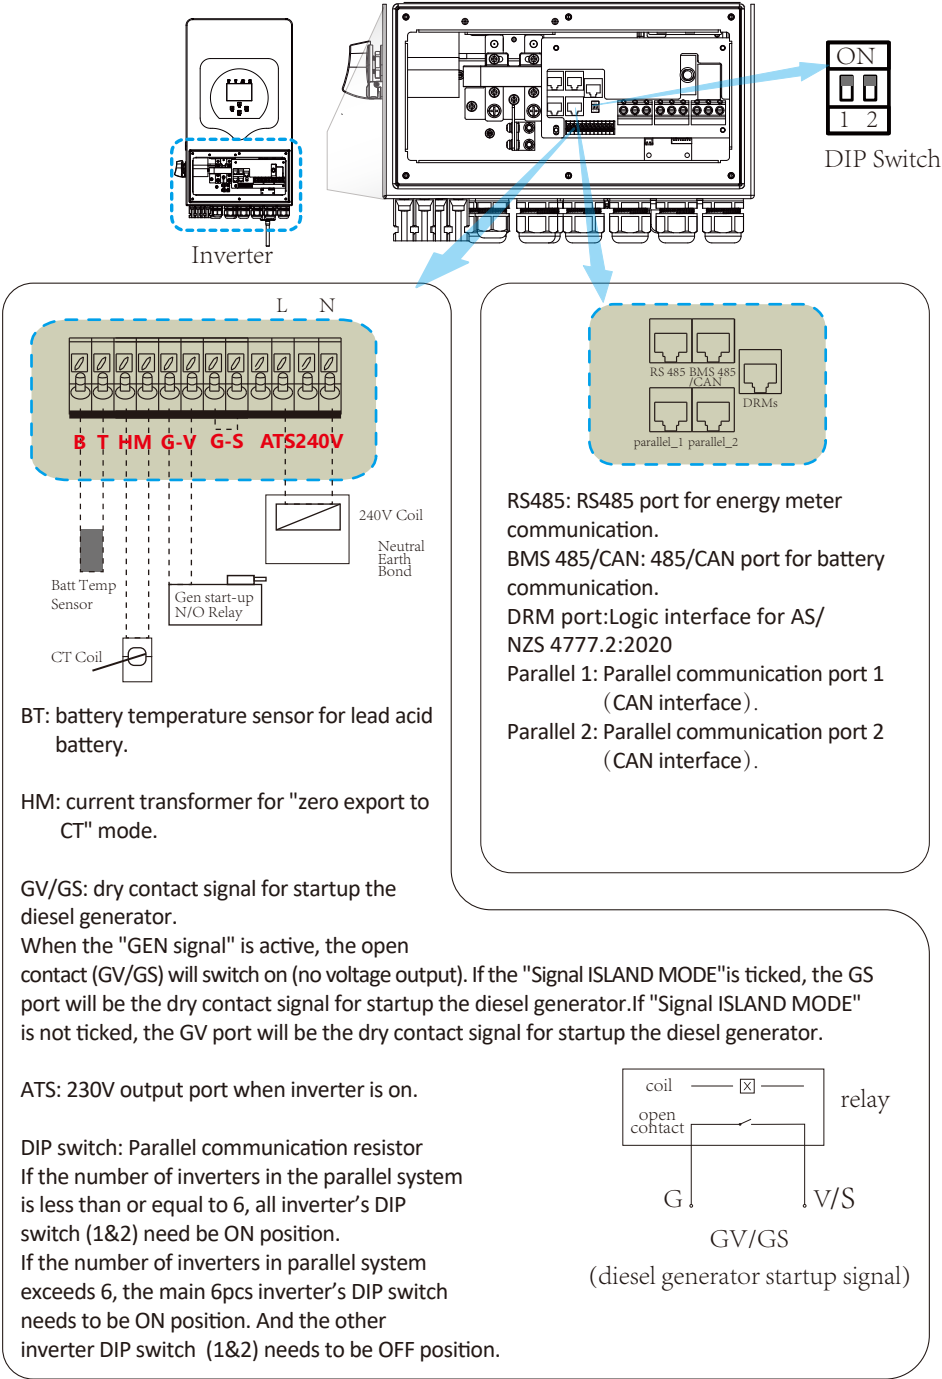 ON
1 2
DIP Switch
Inverter
L N
B T HM G-V G-S ATS240V
240V Coil
Neutral
Earth
Bond
Batt Temp
Sensor
Gen start-up
N/O Relay
CT Coil
RS 485 BMS 485
/CAN
DRMs
parallel_1 parallel_2
RS485: RS485 port for energy meter
communication.
BMS 485/CAN: 485/CAN port for battery
communication.
DRM port:Logic interface for AS/
NZS 4777.2:2020
Parallel 1: Parallel communication port 1
(CAN interface).
Parallel 2: Parallel communication port 2
(CAN interface).
BT: battery temperature sensor for lead acid
battery.
HM: current transformer for "zero export to
CT" mode.
GV/GS: dry contact signal for startup the
diesel generator.
When the "GEN signal" is active, the open
contact (GV/GS) will switch on (no voltage output). If the "Signal ISLAND MODE"is ticked, the GS
port will be the dry contact signal for startup the diesel generator.If "Signal ISLAND MODE"
is not ticked, the GV port will be the dry contact signal for startup the diesel generator.
ATS: 230V output port when inverter is on.
DIP switch: Parallel communication resistor
If the number of inverters in the parallel system
is less than or equal to 6, all inverter’s DIP
switch (1&2) need be ON position.
If the number of inverters in parallel system
exceeds 6, the main 6pcs inverter’s DIP switch
needs to be ON position. And the other
inverter DIP switch (1&2) needs to be OFF position.
coil x
relay
open
contact
G V/S
GV/GS
(diesel generator startup signal)